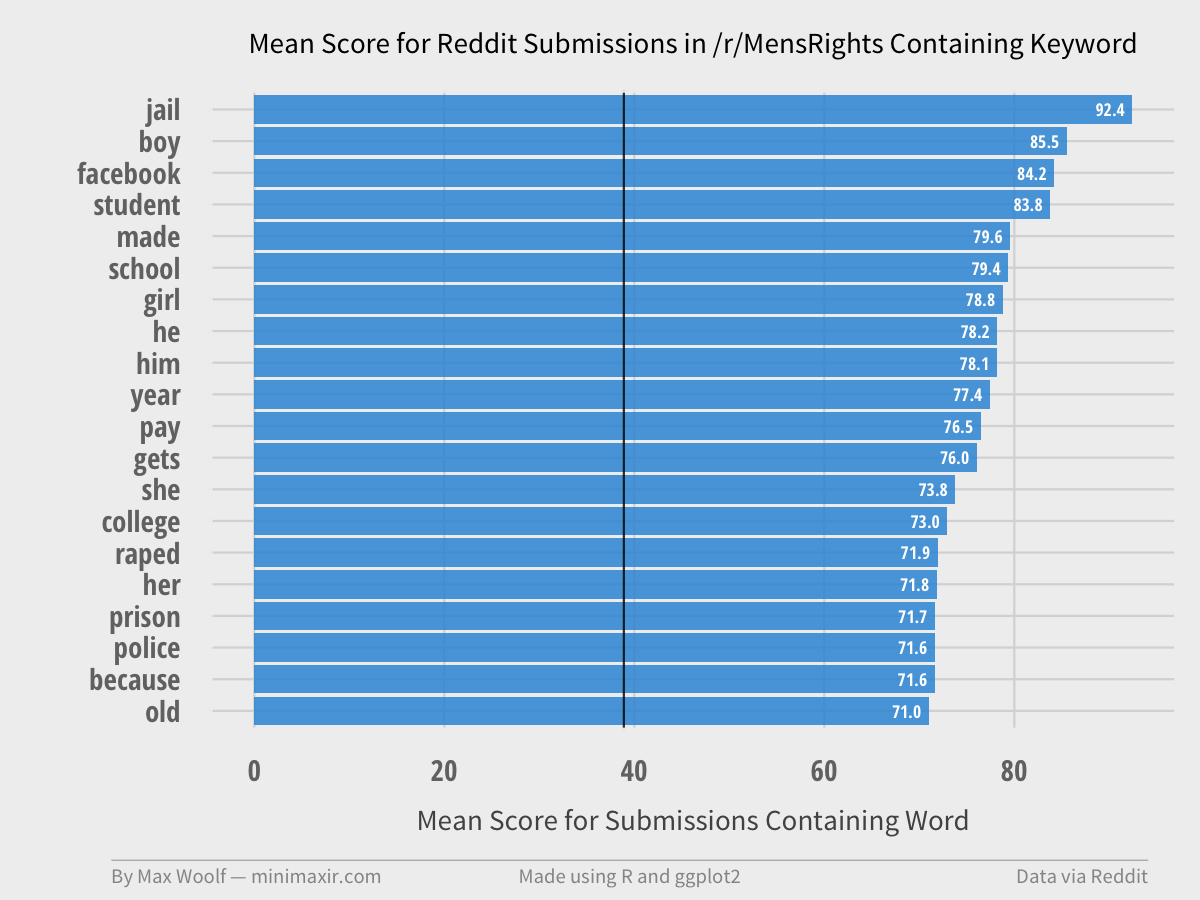 Mean Score for Reddit Submissions in /r/MensRights Containing Keyword
jail 92.4
boy 85.5
facebook 84.2
student 83.8
made 79.6
school 79.4
girl 78.8
he 78.2
him 78.1
year 77.4
pay 76.5
gets 76.0
she 73.8
college 73.0
raped 71.9
her 71.8
prison 71.7
police 71.6
because 71.6
old 71.0
0 20 40 60 80
Mean Score for Submissions Containing Word
By Max Woolf — minimaxir.com Made using R and ggplot2 Data via Reddit